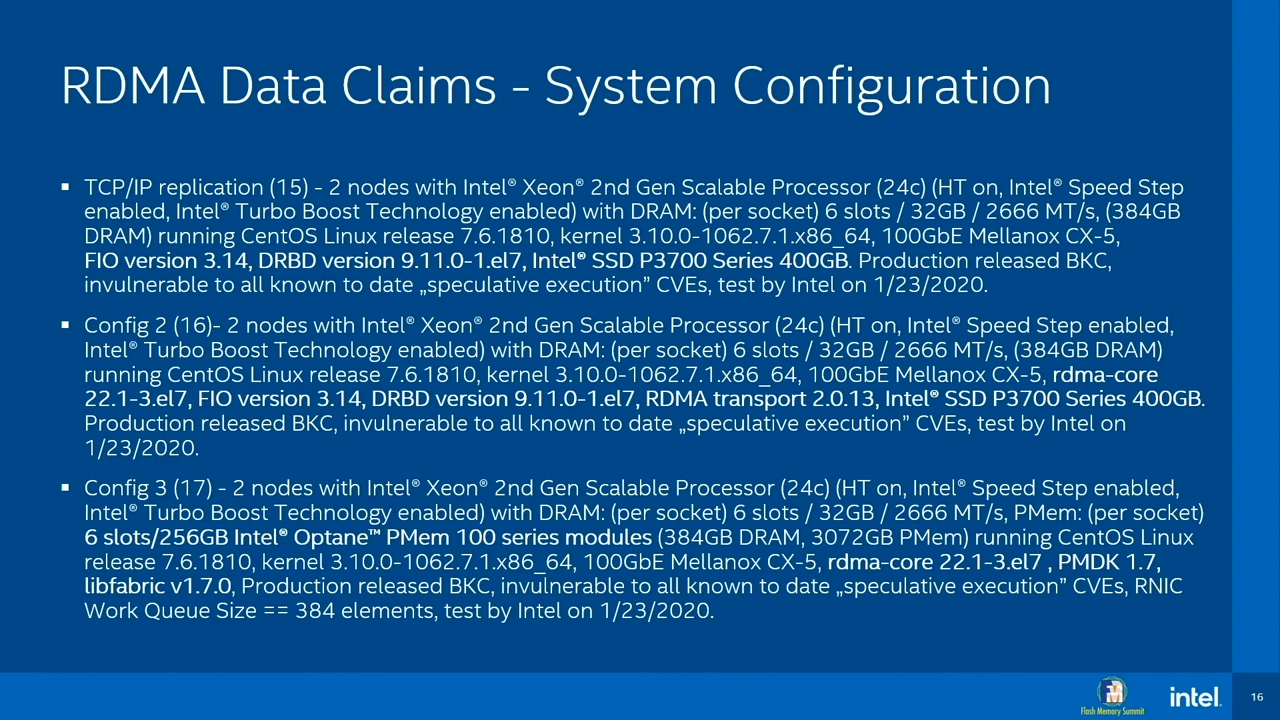 RDMA Data Claims - System Configuration
▪ TCP/IP replication (15) - 2 nodes with Intel® Xeon® 2nd Gen Scalable Processor (24c) (HT on, Intel® Speed Step
enabled, Intel® Turbo Boost Technology enabled) with DRAM: (per socket) 6 slots / 32GB / 2666 MT/s, (384GB
DRAM) running CentOS Linux release 7.6.1810, kernel 3.10.0-1062.7.1.x86_64, 100GbE Mellanox CX-5,
FIO version 3.14, DRBD version 9.11.0-1.el7, Intel® SSD P3700 Series 400GB. Production released BKC,
invulnerable to all known to date „speculative execution” CVEs, test by Intel on 1/23/2020.
▪ Config 2 (16)- 2 nodes with Intel® Xeon® 2nd Gen Scalable Processor (24c) (HT on, Intel® Speed Step enabled,
Intel® Turbo Boost Technology enabled) with DRAM: (per socket) 6 slots / 32GB / 2666 MT/s, (384GB DRAM)
running CentOS Linux release 7.6.1810, kernel 3.10.0-1062.7.1.x86_64, 100GbE Mellanox CX-5, rdma-core
22.1-3.el7, FIO version 3.14, DRBD version 9.11.0-1.el7, RDMA transport 2.0.13, Intel® SSD P3700 Series 400GB.
Production released BKC, invulnerable to all known to date „speculative execution” CVEs, test by Intel on
1/23/2020.
▪ Config 3 (17) - 2 nodes with Intel® Xeon® 2nd Gen Scalable Processor (24c) (HT on, Intel® Speed Step enabled,
Intel® Turbo Boost Technology enabled) with DRAM: (per socket) 6 slots / 32GB / 2666 MT/s, PMem: (per socket)
6 slots/256GB Intel® Optane™ PMem 100 series modules (384GB DRAM, 3072GB PMem) running CentOS Linux
release 7.6.1810, kernel 3.10.0-1062.7.1.x86_64, 100GbE Mellanox CX-5, rdma-core 22.1-3.el7 , PMDK 1.7,
libfabric v1.7.0, Production released BKC, invulnerable to all known to date „speculative execution” CVEs, RNIC
Work Queue Size == 384 elements, test by Intel on 1/23/2020.
Flash Memory Summit
intel.
16